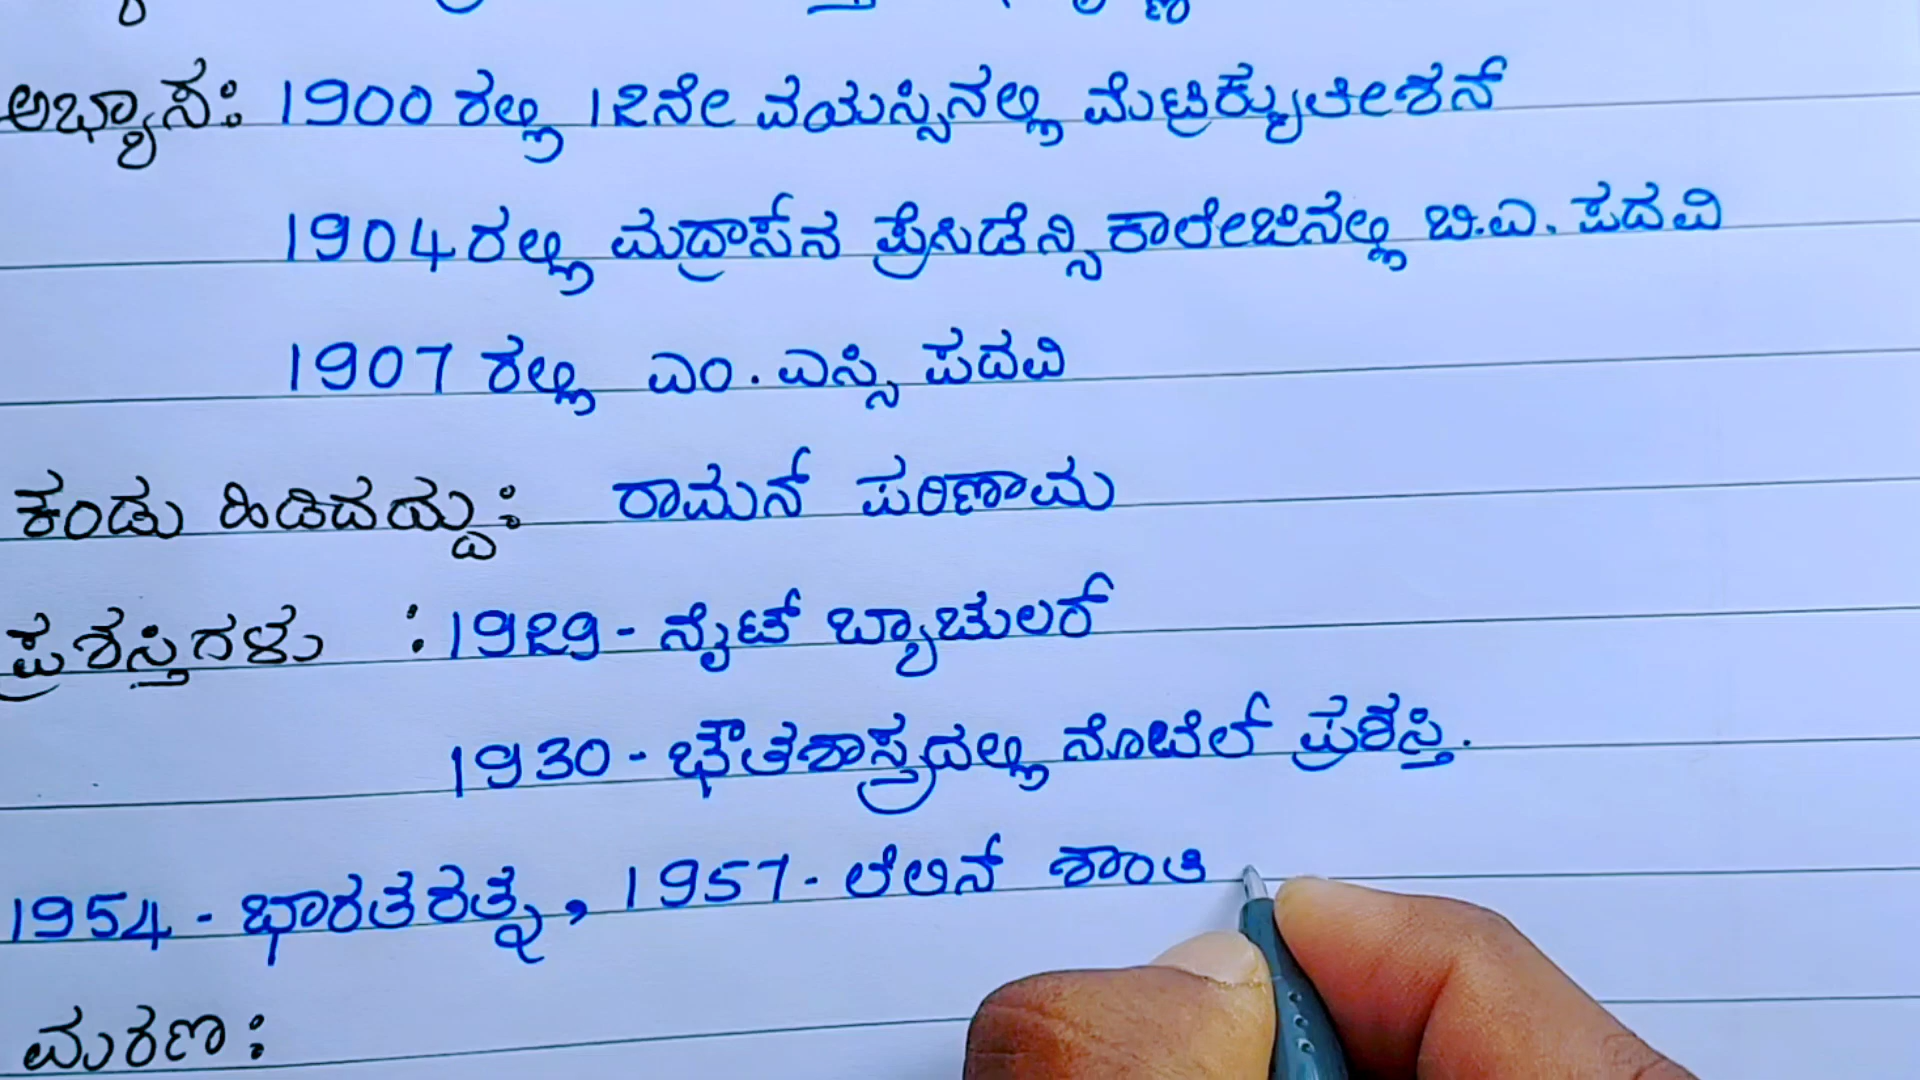 ಅಭ್ಯಾಸ: 1900 ರಲ್ಲಿ 12ನೇ ವಯಸ್ಸಿನಲ್ಲಿ ಮೆಟ್ರಿಕ್ಯುಲೇಶನ್
1904 ರಲ್ಲಿ ಮದ್ರಾಸ್‌ನ ಪ್ರೆಸಿಡೆನ್ಸಿ ಕಾಲೇಜಿನಲ್ಲಿ ಬಿ.ಎ. ಪದವಿ
1907 ರಲ್ಲಿ ಎಂ.ಎಸ್ಸಿ ಪದವಿ
ಕಂಡು ಹಿಡಿದದ್ದು: ರಾಮನ್ ಪರಿಣಾಮ
ಪ್ರಶಸ್ತಿಗಳು : 1929 - ನೈಟ್ ಬ್ಯಾಚುಲರ್
1930 - ಭೌತಶಾಸ್ತ್ರದಲ್ಲಿ ನೊಬೆಲ್ ಪ್ರಶಸ್ತಿ.
1954 - ಭಾರತರತ್ನ, 1957 - ಲೆಲಿನ್ ಶಾಂತಿ
ಮರಣ: